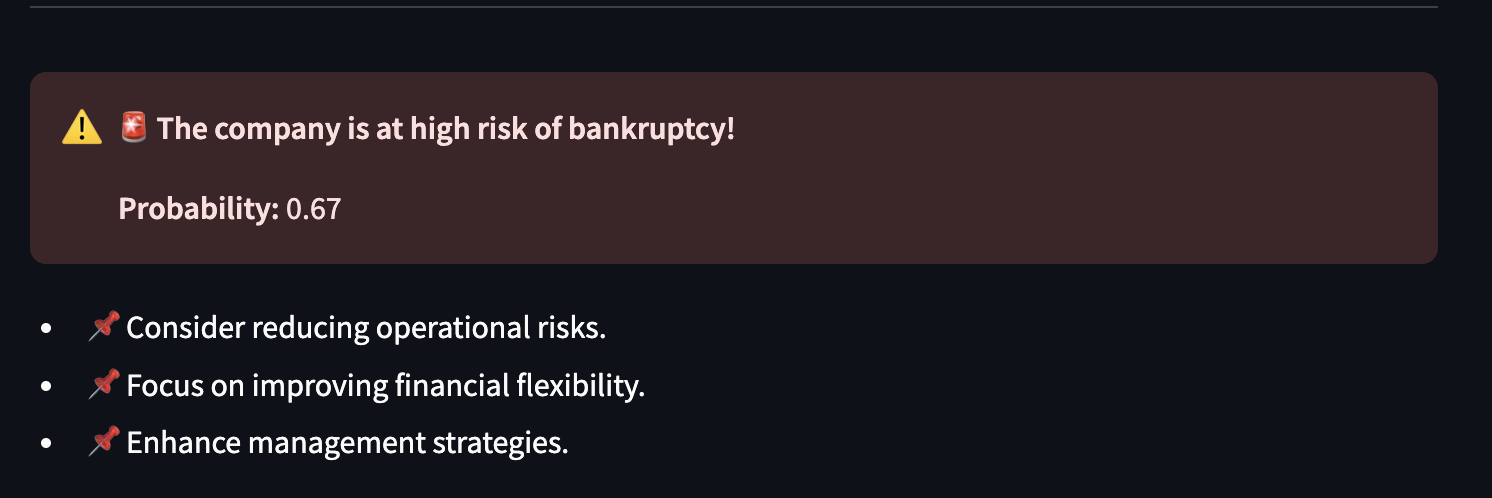 ⚠️ 🚨 The company is at high risk of bankruptcy!
Probability: 0.67
• 📌 Consider reducing operational risks.
• 📌 Focus on improving financial flexibility.
• 📌 Enhance management strategies.